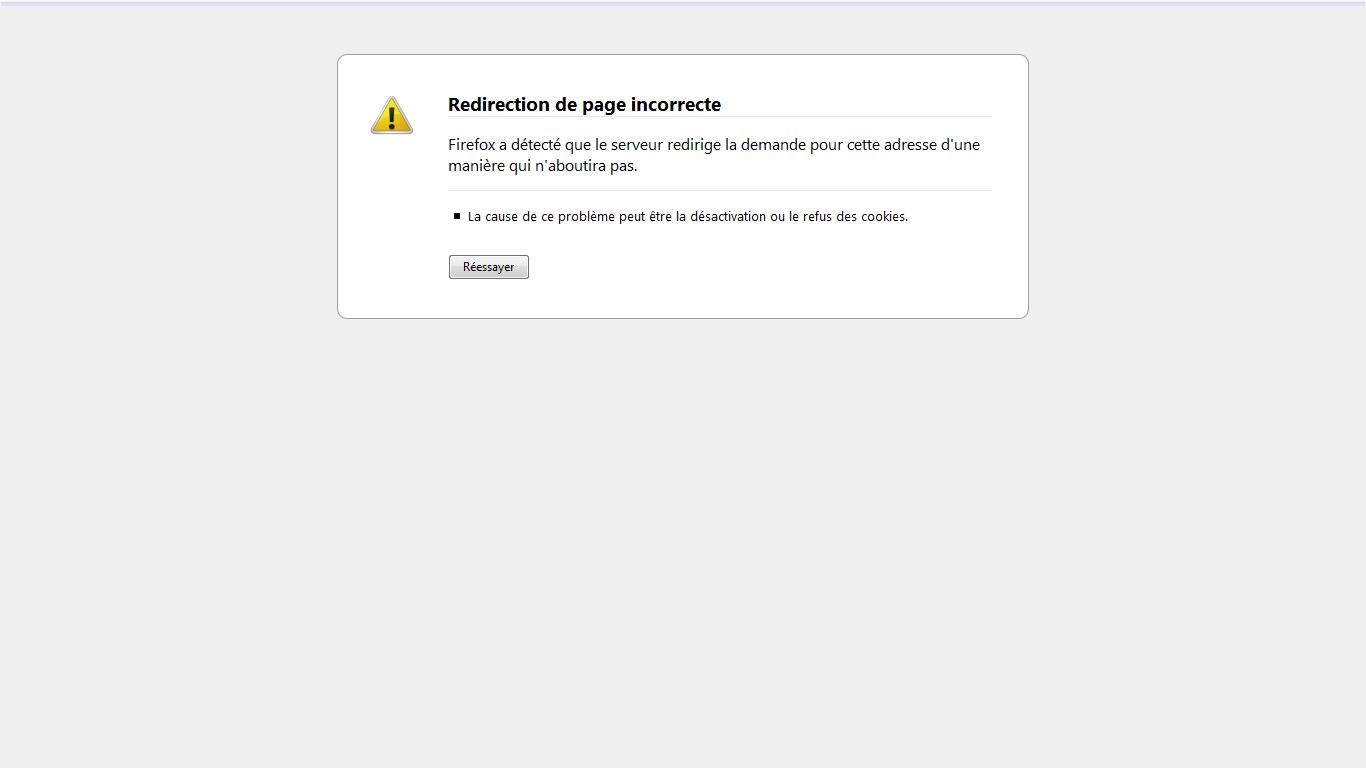 Redirection de page incorrecte
Firefox a détecté que le serveur redirige la demande pour cette adresse d'une
manière qui n'aboutira pas.
La cause de ce problème peut être la désactivation ou le refus des cookies.
Réessayer